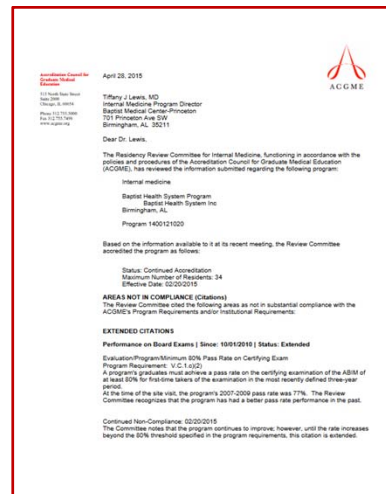 Accreditation Council for
Graduate Medical
Education
515 North State Street
Suite 2000
Chicago, IL 60654
Phone 312.755.5000
Fax 312.755.7498
www.acgme.org
ACGME
April 28, 2015
Tiffany J Lewis, MD
Internal Medicine Program Director
Baptist Medical Center-Princeton
701 Princeton Ave SW
Birmingham, AL 35211
Dear Dr. Lewis,
The Residency Review Committee for Internal Medicine, functioning in accordance with the
policies and procedures of the Accreditation Council for Graduate Medical Education
(ACGME), has reviewed the information submitted regarding the following program:
Internal medicine
Baptist Health System Program
Baptist Health System Inc
Birmingham, AL
Program 1400121020
Based on the information available to it at its recent meeting, the Review Committee
accredited the program as follows:
Status: Continued Accreditation
Maximum Number of Residents: 34
Effective Date: 02/20/2015
AREAS NOT IN COMPLIANCE (Citations)
The Review Committee cited the following areas as not in substantial compliance with the
ACGME's Program Requirements and/or Institutional Requirements:
EXTENDED CITATIONS
Performance on Board Exams | Since: 10/01/2010 | Status: Extended
Evaluation/Program/Minimum 80% Pass Rate on Certifying Exam
Program Requirement: V.C.1.c)(2)
A program's graduates must achieve a pass rate on the certifying examination of the ABIM of
at least 80% for first-time takers of the examination in the most recently defined three-year
period.
At the time of the site visit, the program's 2007-2009 pass rate was 77%. The Review
Committee recognizes that the program has had a better pass rate performance in the past.
Continued Non-Compliance: 02/20/2015
The Committee notes that the program continues to improve; however, until the rate increases
beyond the 80% threshold specified in the program requirements, this citation is extended.